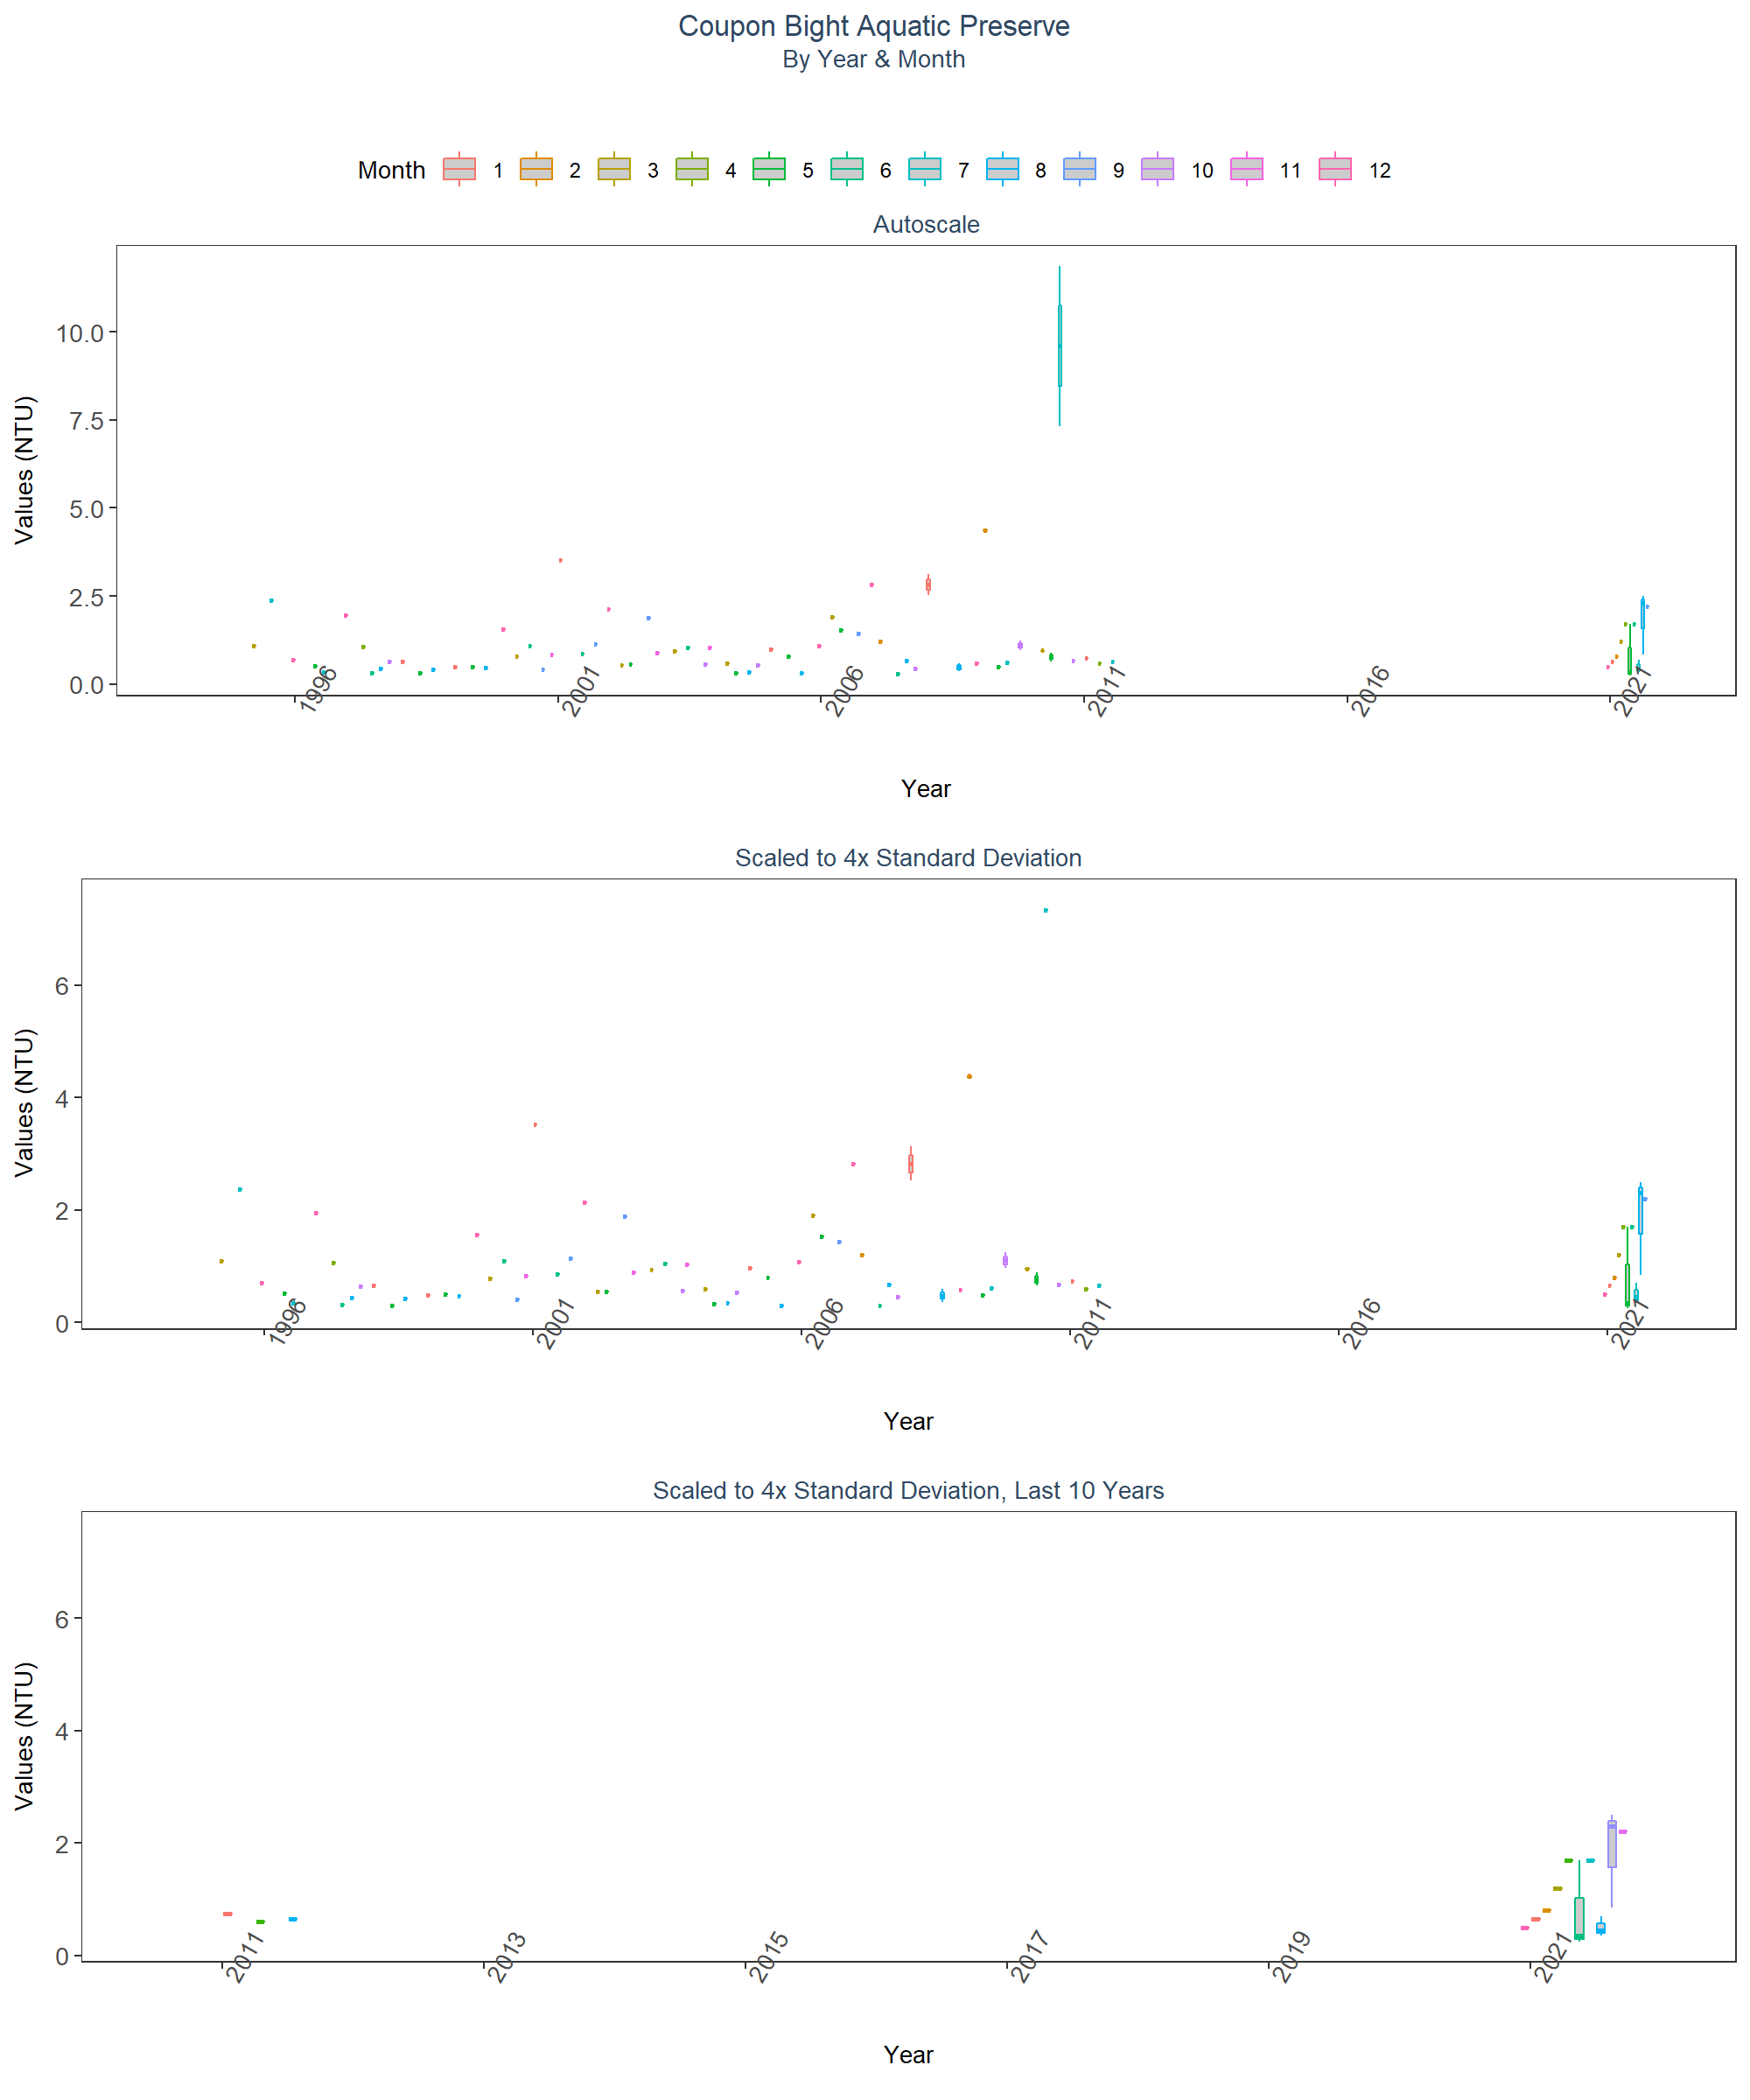 Coupon Bight Aquatic Preserve
By Year & Month
Month 1 2 3 4 5 6 7 8 9 10 11 12
Autoscale
Values (NTU)
10.0
7.5
5.0
2.5
0.0
1996 2001 2006 2011 2016 2021
Year
Scaled to 4x Standard Deviation
Values (NTU)
6
4
2
0
1996 2001 2006 2011 2016 2021
Year
Scaled to 4x Standard Deviation, Last 10 Years
Values (NTU)
6
4
2
0
2011 2013 2015 2017 2019 2021
Year